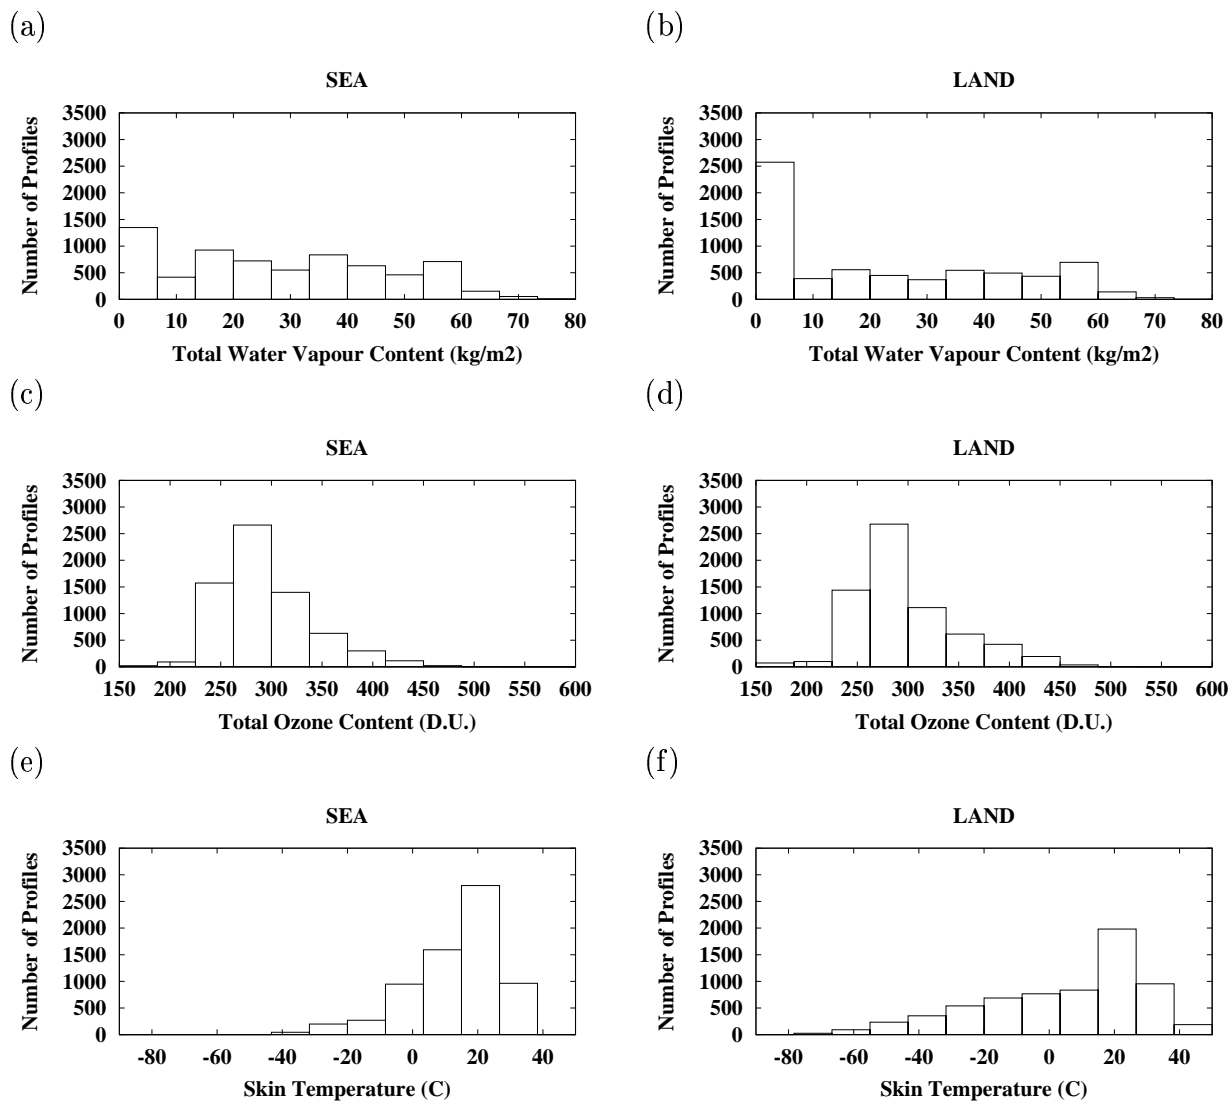 (a)
SEA
3500
3000
2500
2000
1500
1000
500
0
Number of Profiles
0 10 20 30 40 50 60 70 80
Total Water Vapour Content (kg/m2)
(b)
LAND
3500
3000
2500
2000
1500
1000
500
0
Number of Profiles
0 10 20 30 40 50 60 70 80
Total Water Vapour Content (kg/m2)
(c)
SEA
3500
3000
2500
2000
1500
1000
500
0
Number of Profiles
150 200 250 300 350 400 450 500 550 600
Total Ozone Content (D.U.)
(d)
LAND
3500
3000
2500
2000
1500
1000
500
0
Number of Profiles
150 200 250 300 350 400 450 500 550 600
Total Ozone Content (D.U.)
(e)
SEA
3500
3000
2500
2000
1500
1000
500
0
Number of Profiles
-80 -60 -40 -20 0 20 40
Skin Temperature (C)
(f)
LAND
3500
3000
2500
2000
1500
1000
500
0
Number of Profiles
-80 -60 -40 -20 0 20 40
Skin Temperature (C)